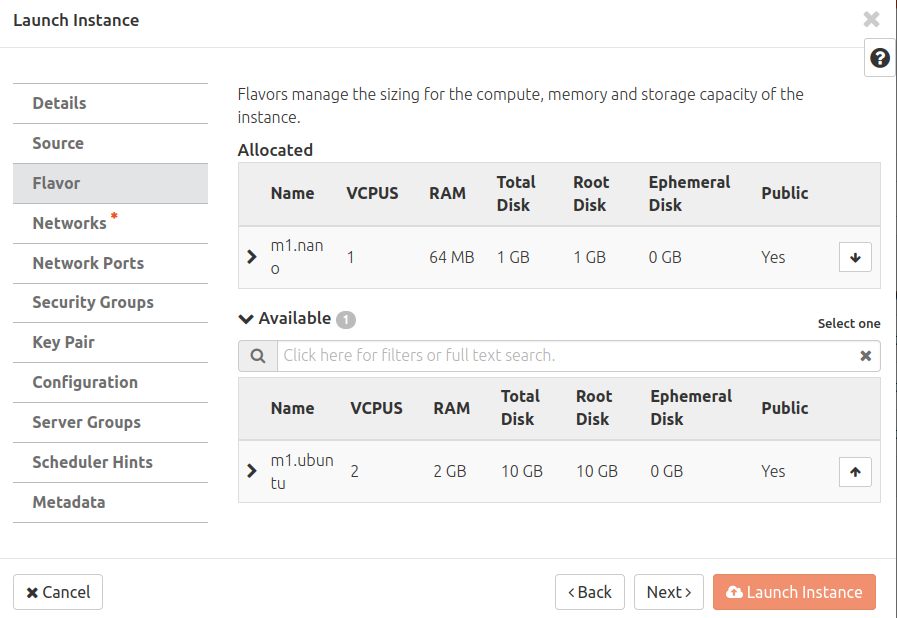 Launch Instance
Details
Source
Flavor
Networks *
Network Ports
Security Groups
Key Pair
Configuration
Server Groups
Scheduler Hints
Metadata
Flavors manage the sizing for the compute, memory and storage capacity of the
instance.
Allocated
Name VCPUS RAM Total Disk Root Disk Ephemeral Disk Public
m1.nano 1 64 MB 1 GB 1 GB 0 GB Yes
Available 1
Select one
Click here for filters or full text search.
Name VCPUS RAM Total Disk Root Disk Ephemeral Disk Public
m1.ubuntu 2 2 GB 10 GB 10 GB 0 GB Yes
Cancel
< Back
Next >
Launch Instance